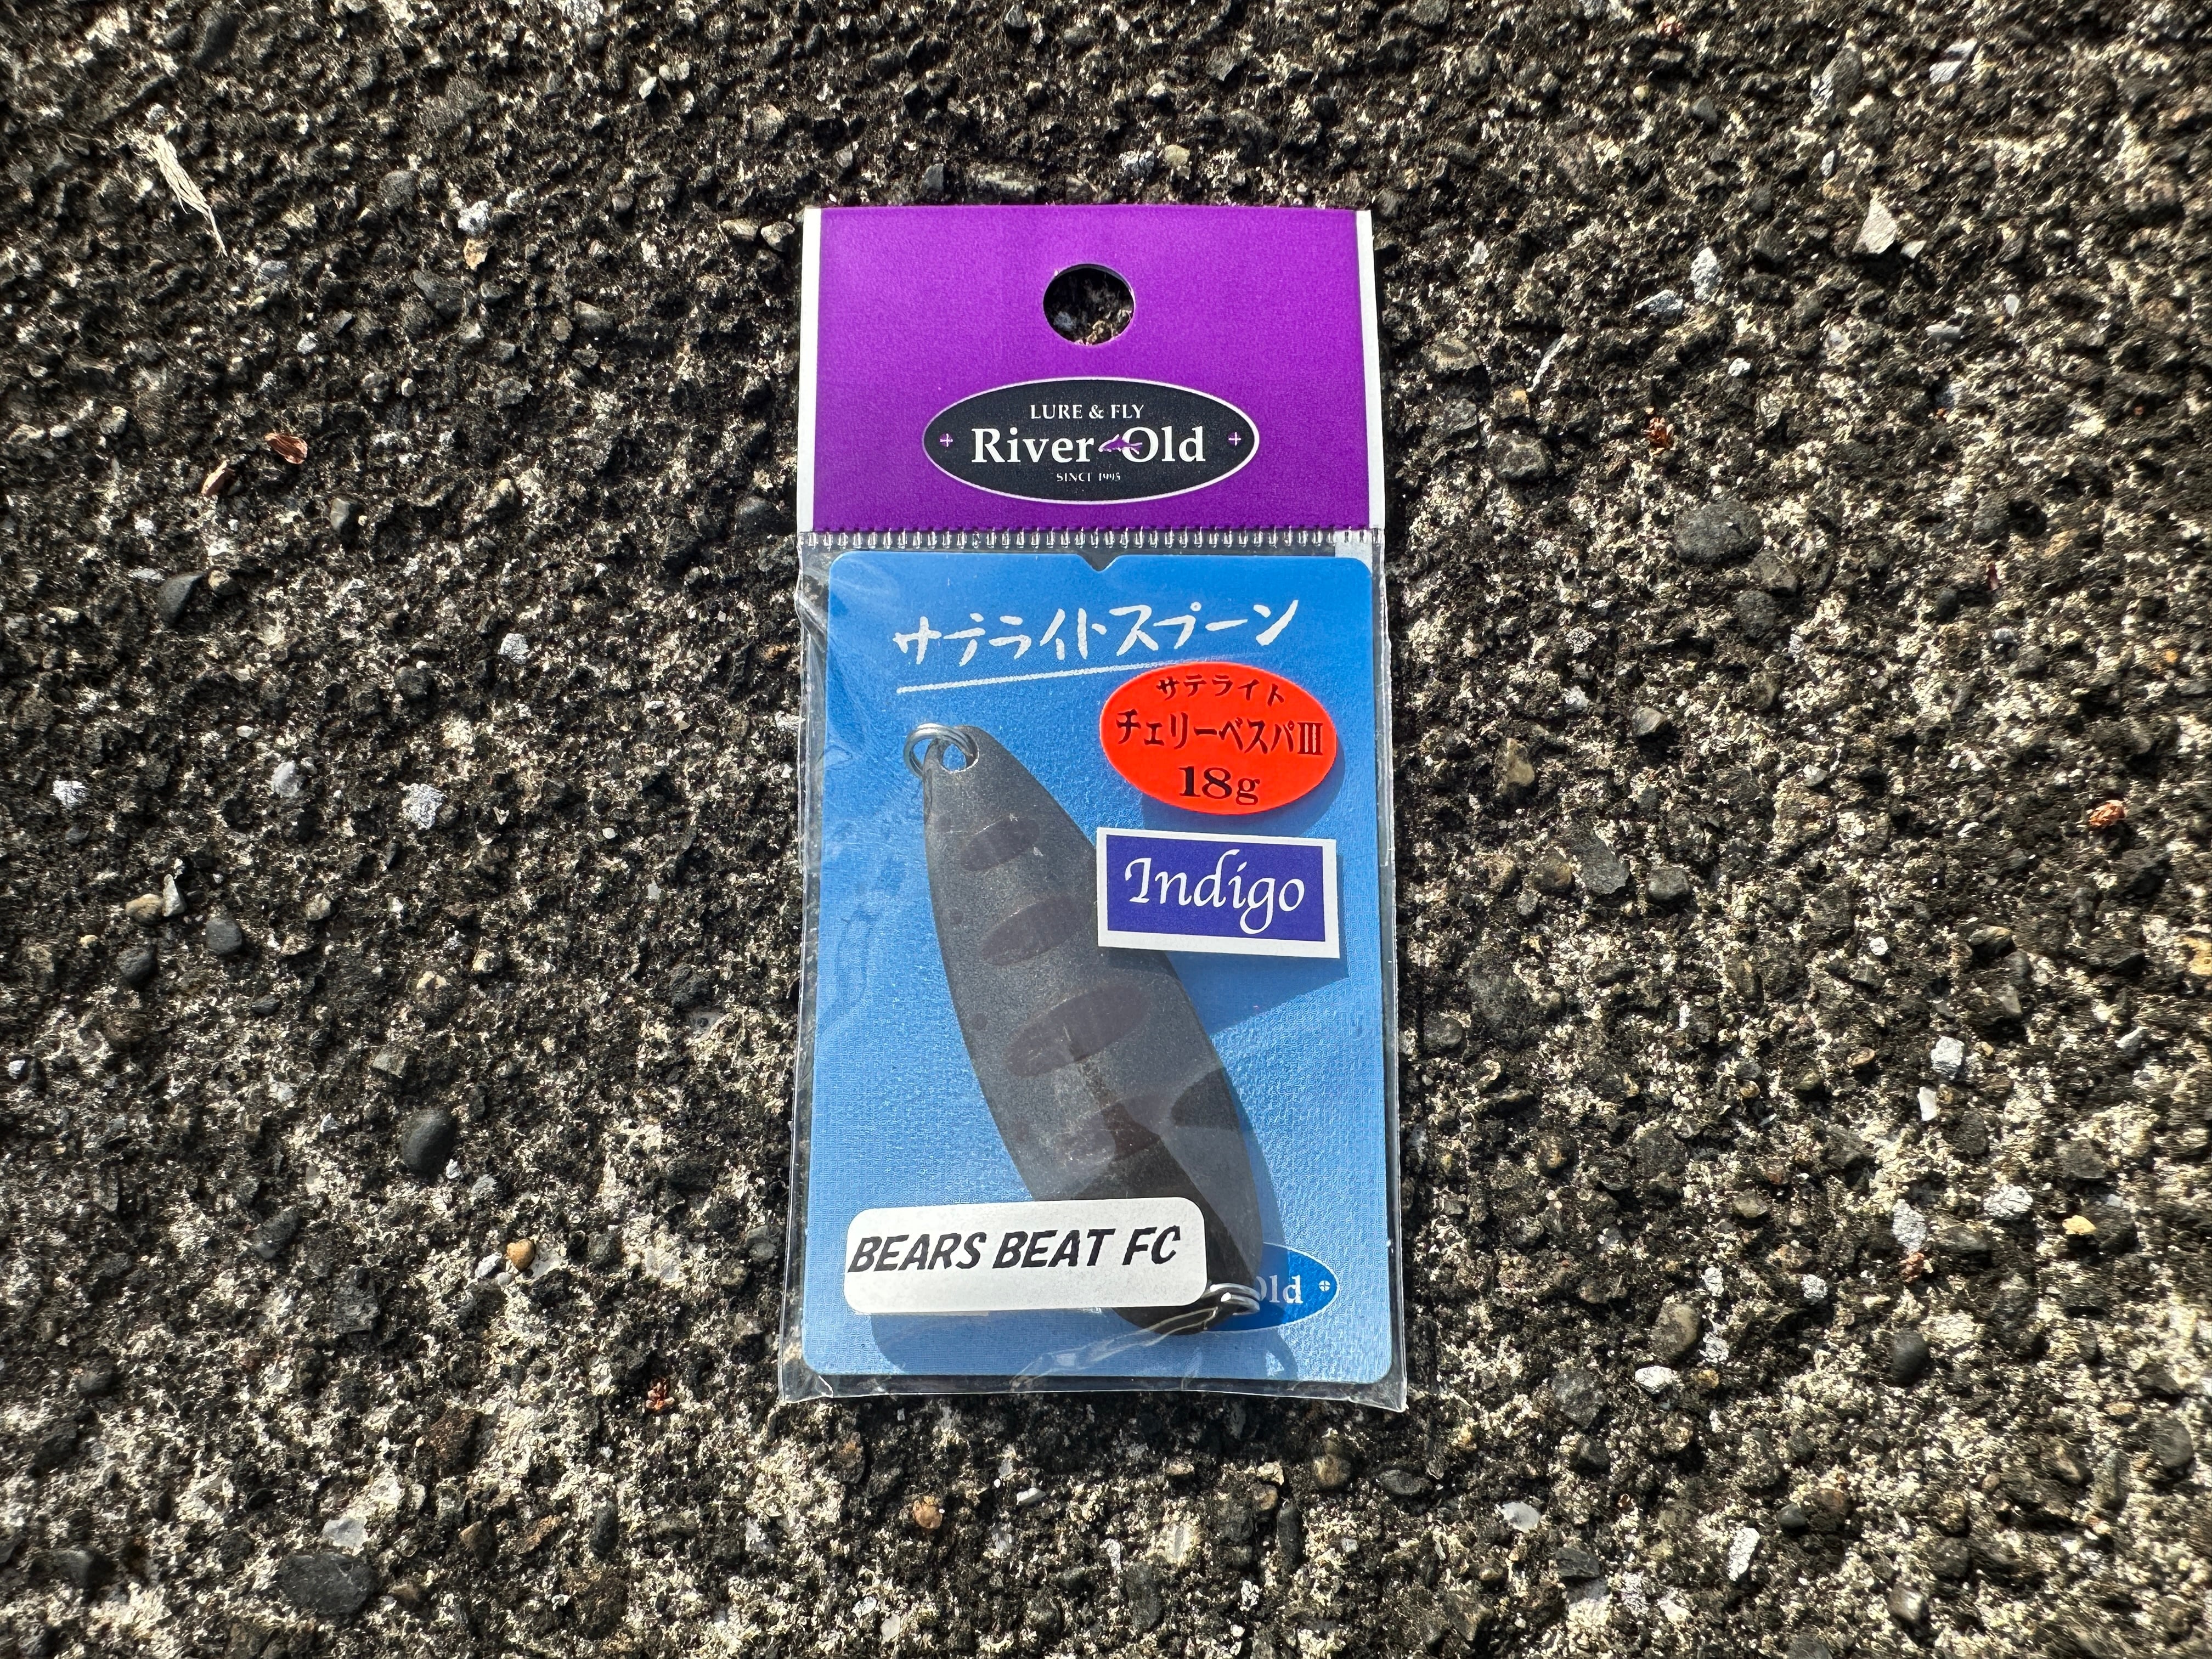 LURE & FLY
River Old
SINCE 1995
サテライトスプーン
サテライト
チェリーベスパIII
18g
Indigo
BEARS BEAT FC
Old